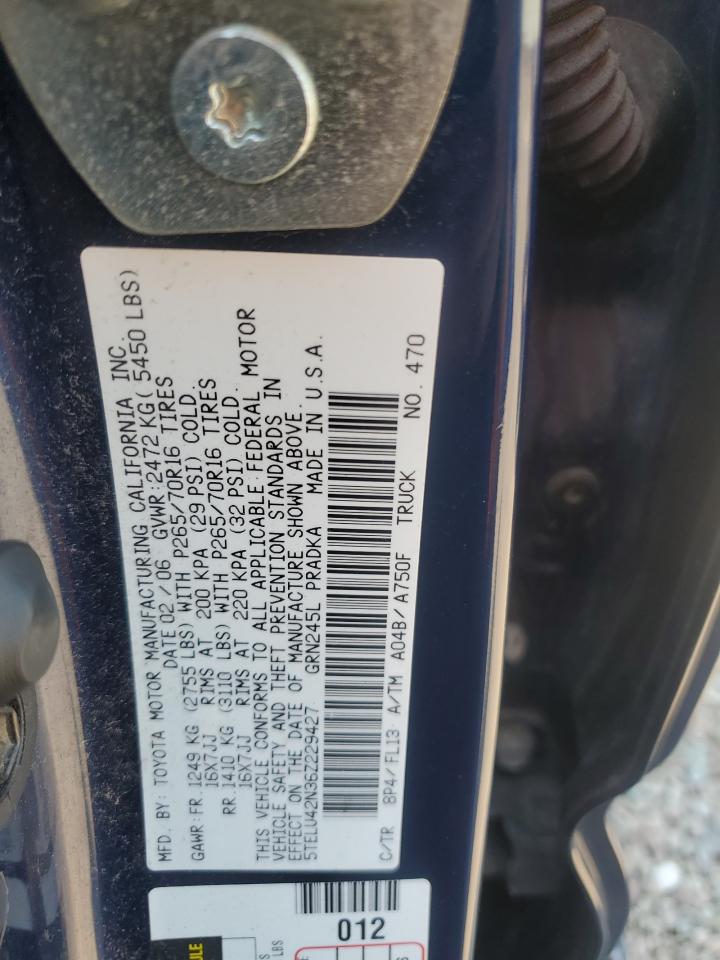 MFD. BY: TOYOTA MOTOR MANUFACTURING CALIFORNIA INC.
DATE 02 / 06 GVWR: 2472 KG( 5450 LBS)
GAWR: FR. 1249 KG (2755 LBS) WITH P265/70R16 TIRES
16X7JJ RIMS AT 200 KPA (29 PSI) COLD.
RR. 1410 KG (3110 LBS) WITH P265/70R16 TIRES
16X7JJ RIMS AT 220 KPA (32 PSI) COLD.
THIS VEHICLE CONFORMS TO ALL APPLICABLE FEDERAL MOTOR
VEHICLE SAFETY AND THEFT PREVENTION STANDARDS IN
EFFECT ON THE DATE OF MANUFACTURE SHOWN ABOVE.
5TELU42N36Z229427 GRN245L PRADKA MADE IN U.S.A.
C/TR 8P4/FL13 A/TM A04B/A750F TRUCK NO. 470
012
LBS